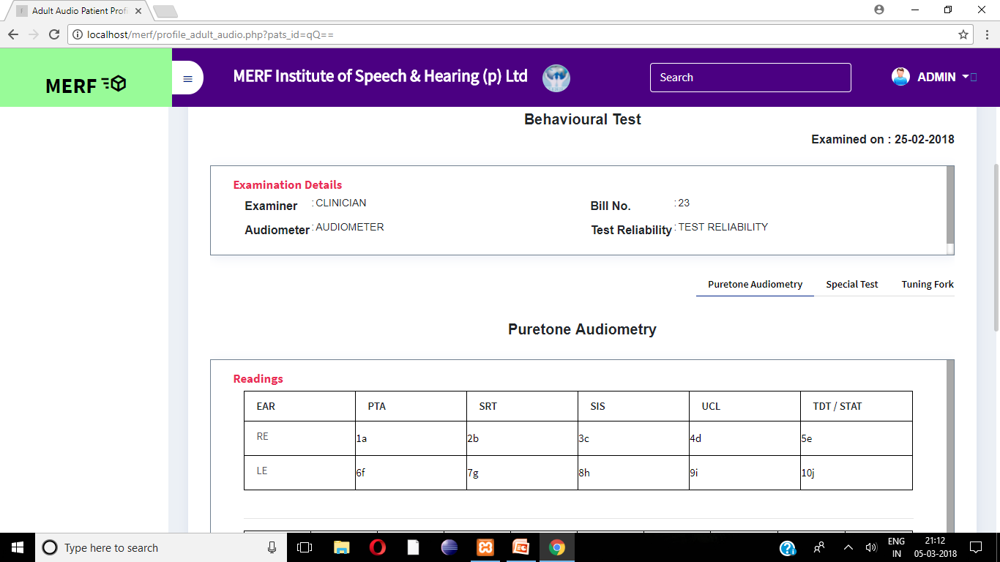 Adult Audio Patient Profi
localhost/merf/profile_adult_audio.php?pats_id=qQ==
MERF
MERF Institute of Speech & Hearing (p) Ltd
Search
ADMIN
Behavioural Test
Examined on : 25-02-2018
Examination Details
Examiner : CLINICIAN Bill No. : 23
Audiometer : AUDIOMETER Test Reliability : TEST RELIABILITY
Puretone Audiometry Special Test Tuning Fork
Puretone Audiometry
Readings
EAR PTA SRT SIS UCL TDT / STAT
RE 1a 2b 3c 4d 5e
LE 6f 7g 8h 9i 10j
Type here to search
ENG
IN
21:12
05-03-2018